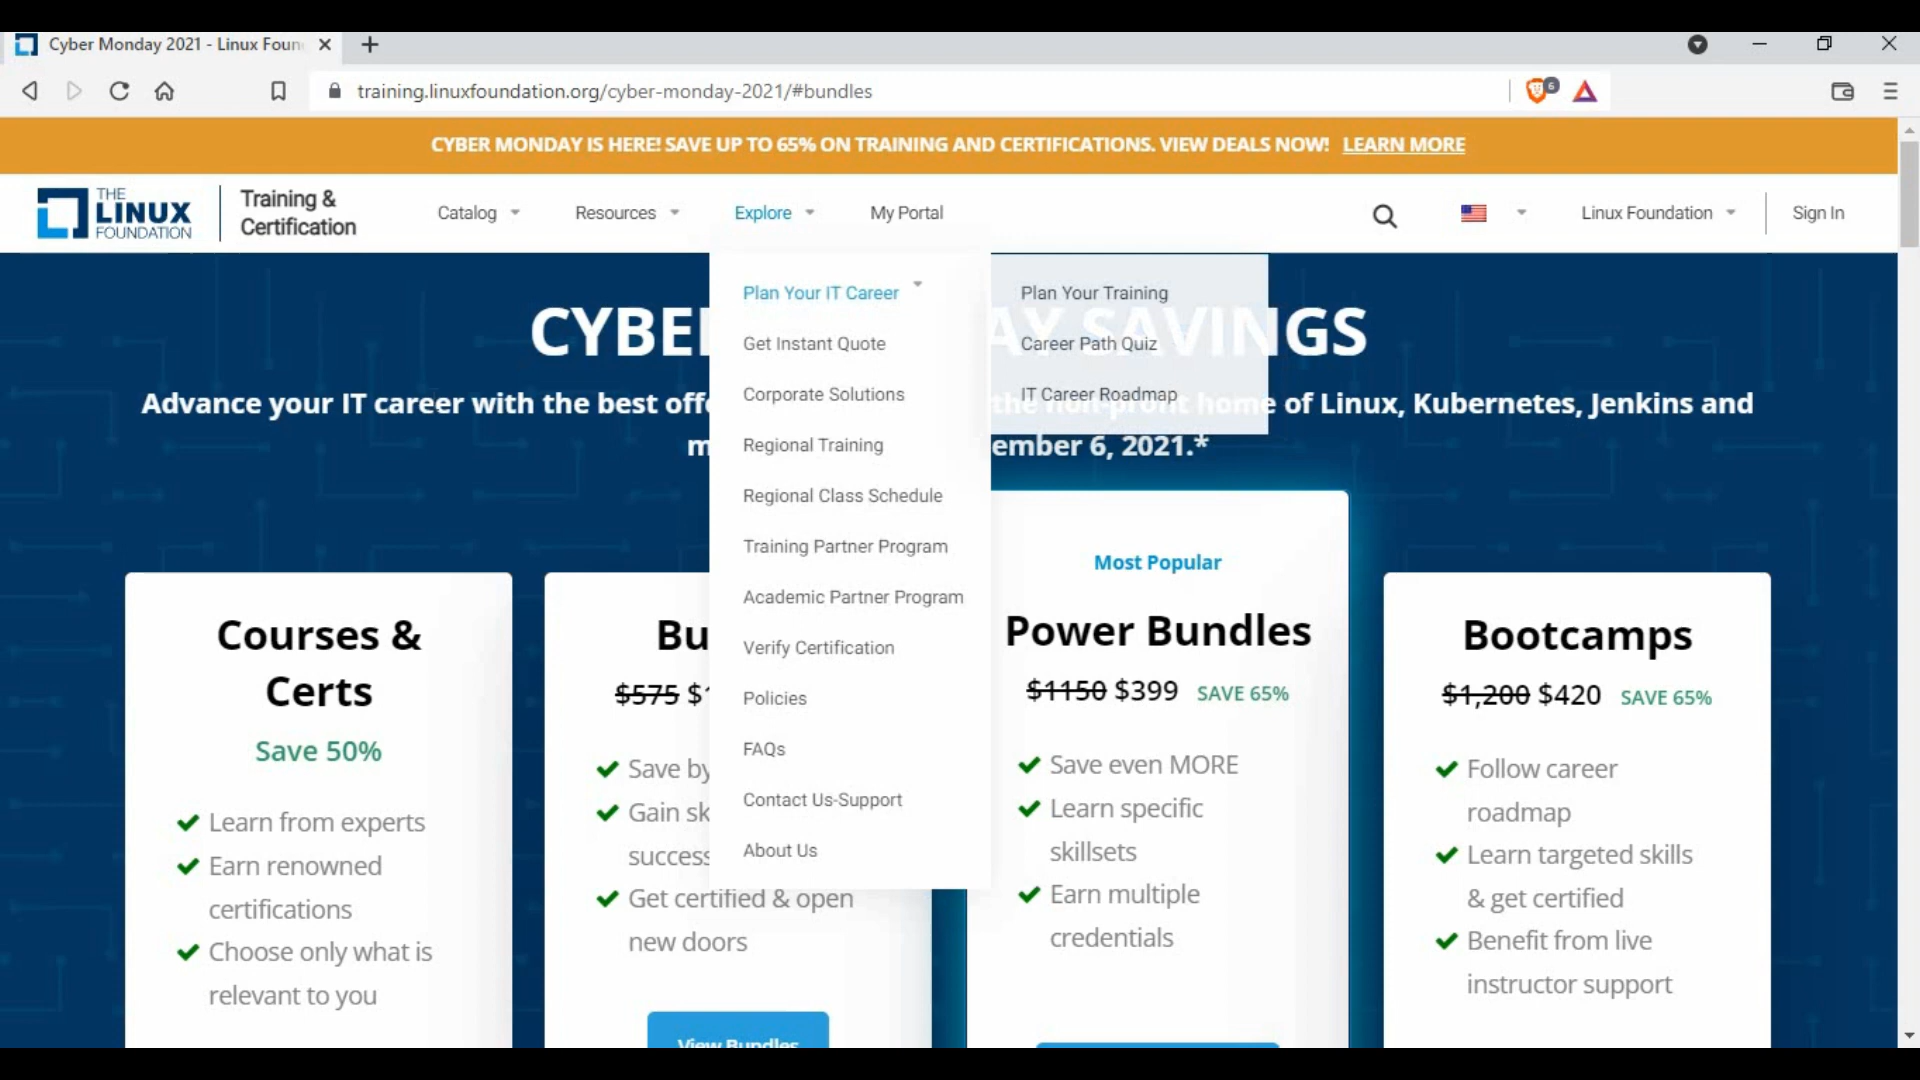 Cyber Monday 2021 - Linux Foun
training.linuxfoundation.org/cyber-monday-2021/#bundles
6
CYBER MONDAY IS HERE! SAVE UP TO 65% ON TRAINING AND CERTIFICATIONS. VIEW DEALS NOW! LEARN MORE
THE
LINUX
FOUNDATION
Training &
Certification
Catalog
Resources
Explore
My Portal
Linux Foundation
Sign In
Plan Your IT Career
Get Instant Quote
Corporate Solutions
Regional Training
Regional Class Schedule
Training Partner Program
Academic Partner Program
Verify Certification
Policies
FAQs
Contact Us-Support
About Us
Plan Your Training
Career Path Quiz
IT Career Roadmap
CYBE AY SAVINGS
Advance your IT career with the best offe the non-profit home of Linux, Kubernetes, Jenkins and
m ember 6, 2021.*
Courses &
Certs
Save 50%
Learn from experts
Earn renowned
certifications
Choose only what is
relevant to you
Bu
$575 $
Save by
Gain sk
success
Get certified & open
new doors
View Bundles
Most Popular
Power Bundles
$1150 $399 SAVE 65%
Save even MORE
Learn specific
skillsets
Earn multiple
credentials
Bootcamps
$1,200 $420 SAVE 65%
Follow career
roadmap
Learn targeted skills
& get certified
Benefit from live
instructor support